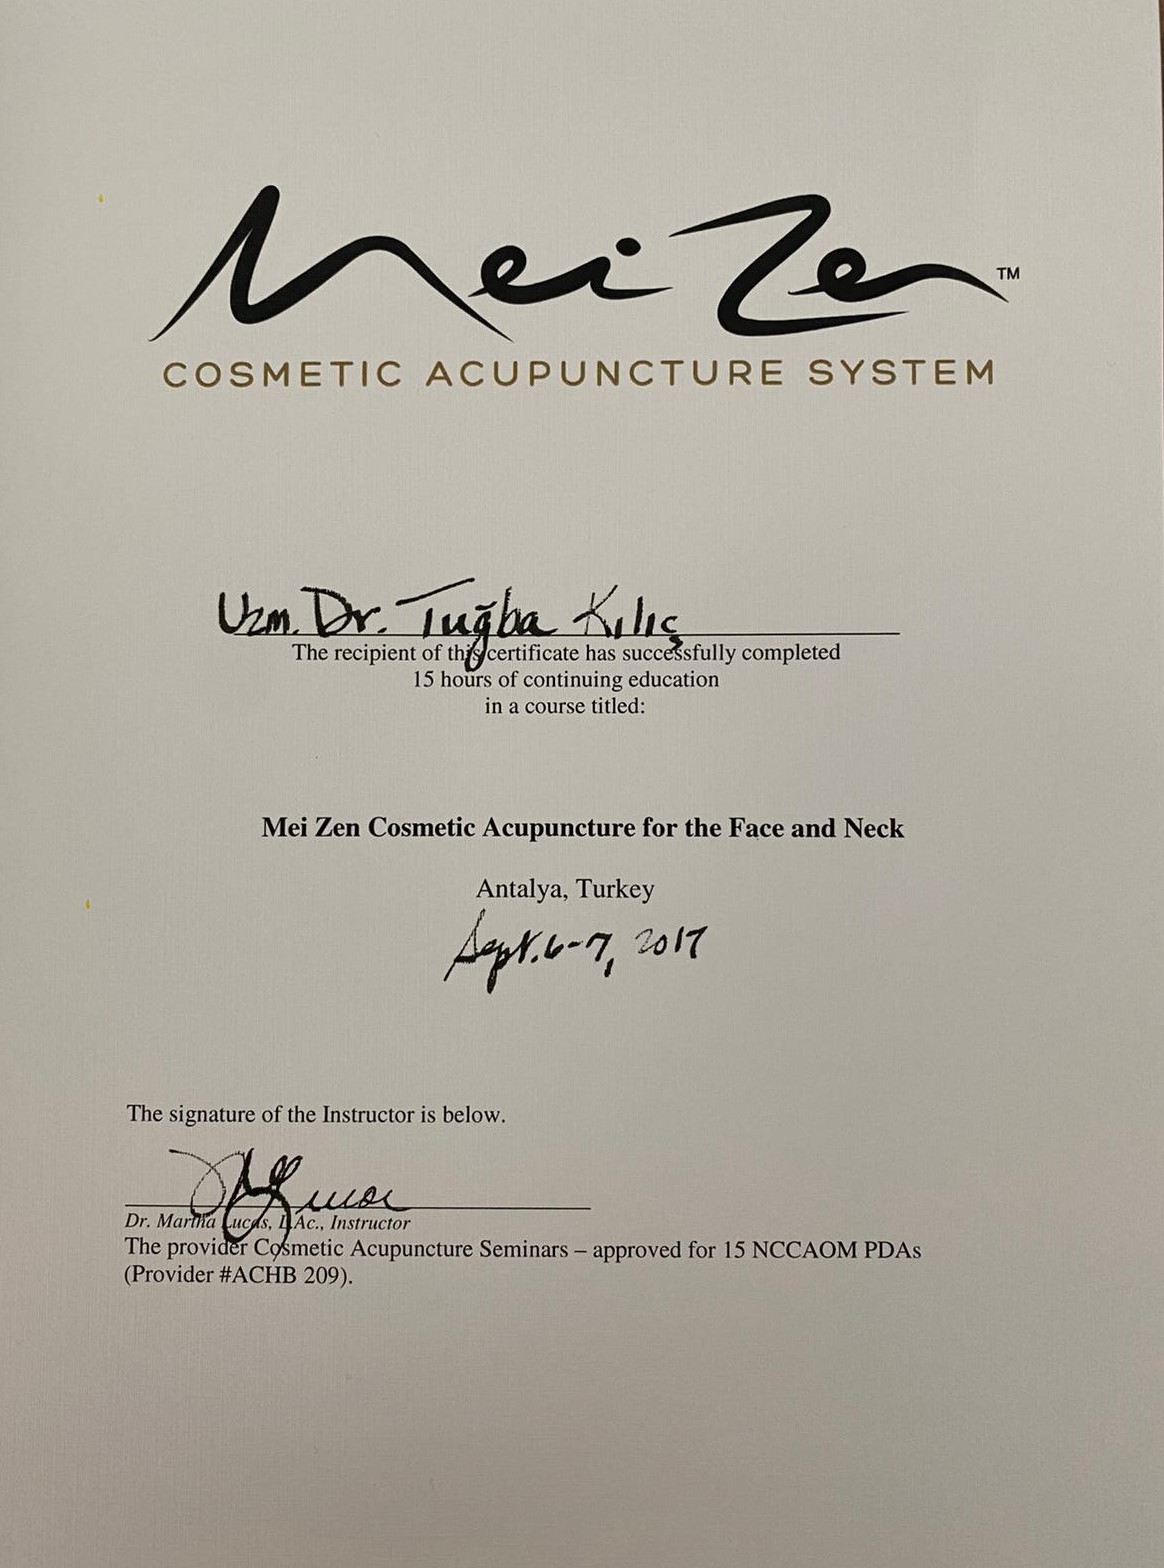 Mei Zen™
COSMETIC ACUPUNCTURE SYSTEM
Uzm. Dr. Tuğba Kılıç
The recipient of this certificate has successfully completed
15 hours of continuing education
in a course titled:
Mei Zen Cosmetic Acupuncture for the Face and Neck
Antalya, Turkey
Sept. 6-7, 2017
The signature of the Instructor is below.
Dr. Martha Lucas, L.Ac., Instructor
The provider Cosmetic Acupuncture Seminars – approved for 15 NCCAOM PDAs
(Provider #ACHB 209).